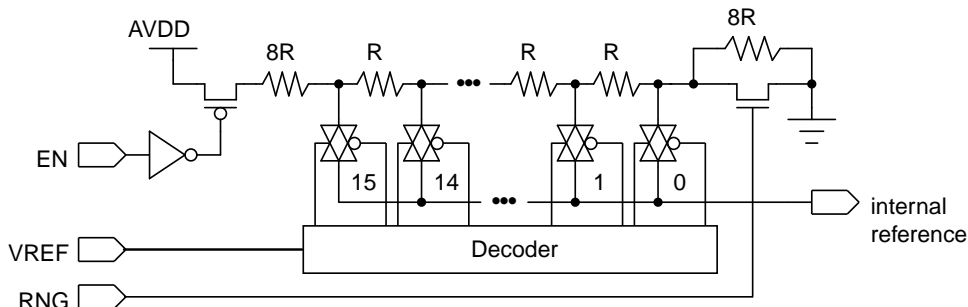 8R
AVDD
8R
R
R
R
EN
15
14
1
0
internal
reference
VREF
Decoder
RNG